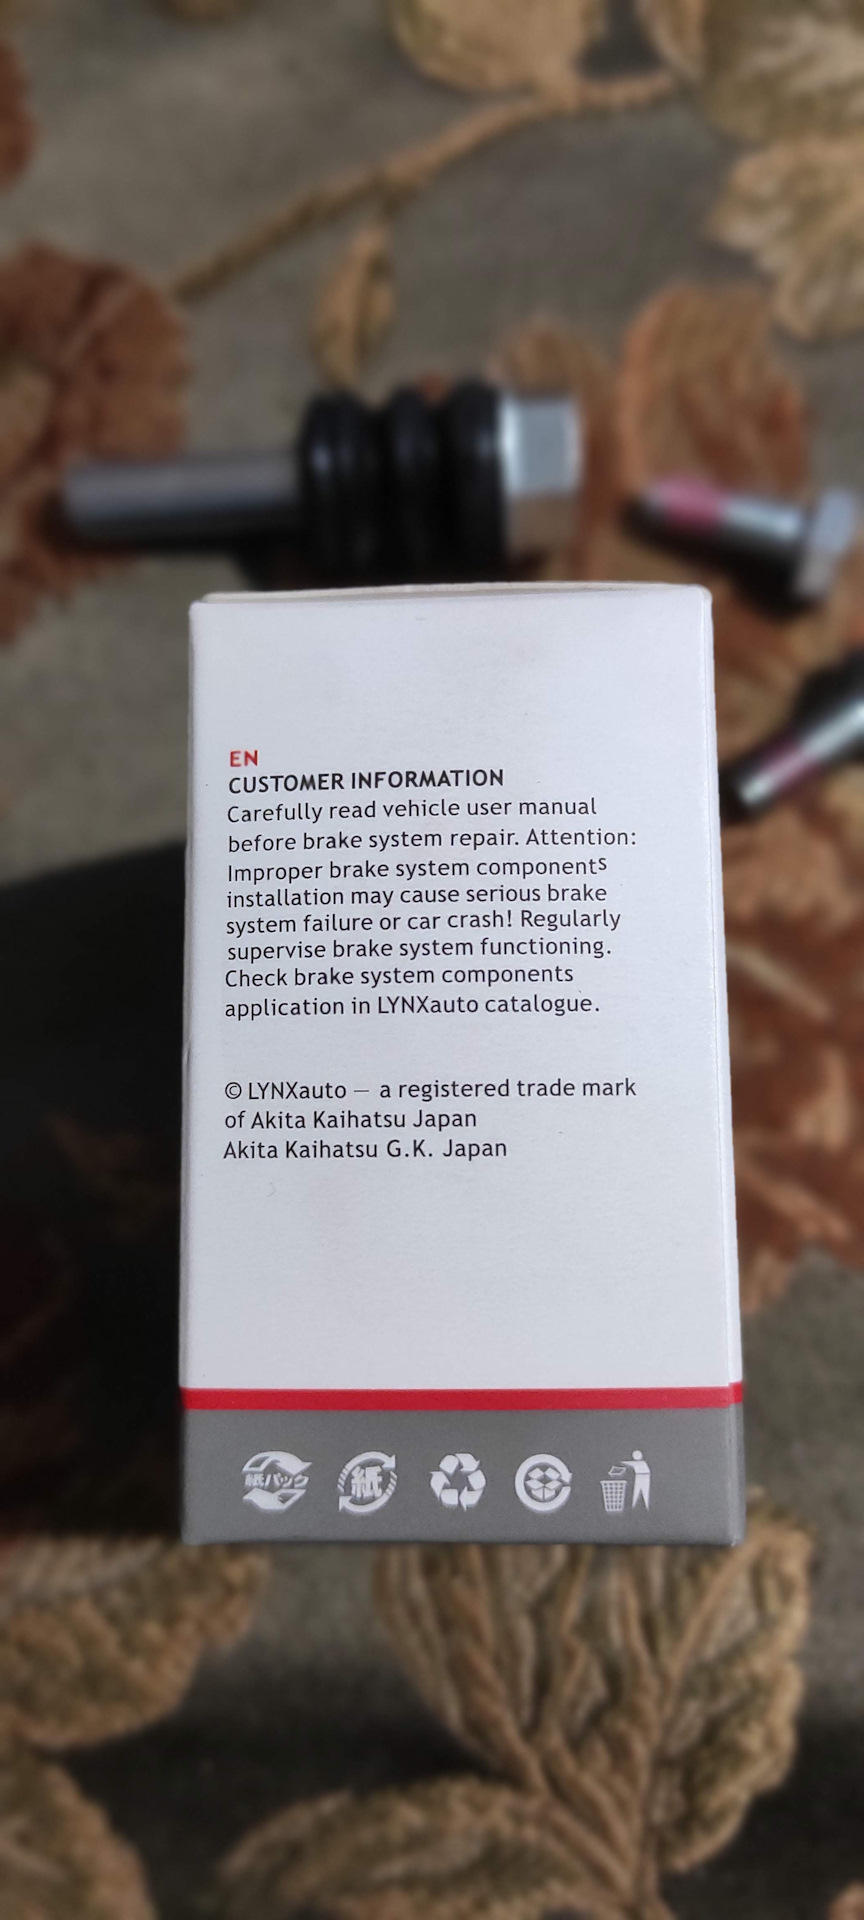 EN
CUSTOMER INFORMATION
Carefully read vehicle user manual
before brake system repair. Attention:
Improper brake system components
installation may cause serious brake
system failure or car crash! Regularly
supervise brake system functioning.
Check brake system components
application in LYNXauto catalogue.
© LYNXauto — a registered trade mark
of Akita Kaihatsu Japan
Akita Kaihatsu G.K. Japan
紙パック 紙